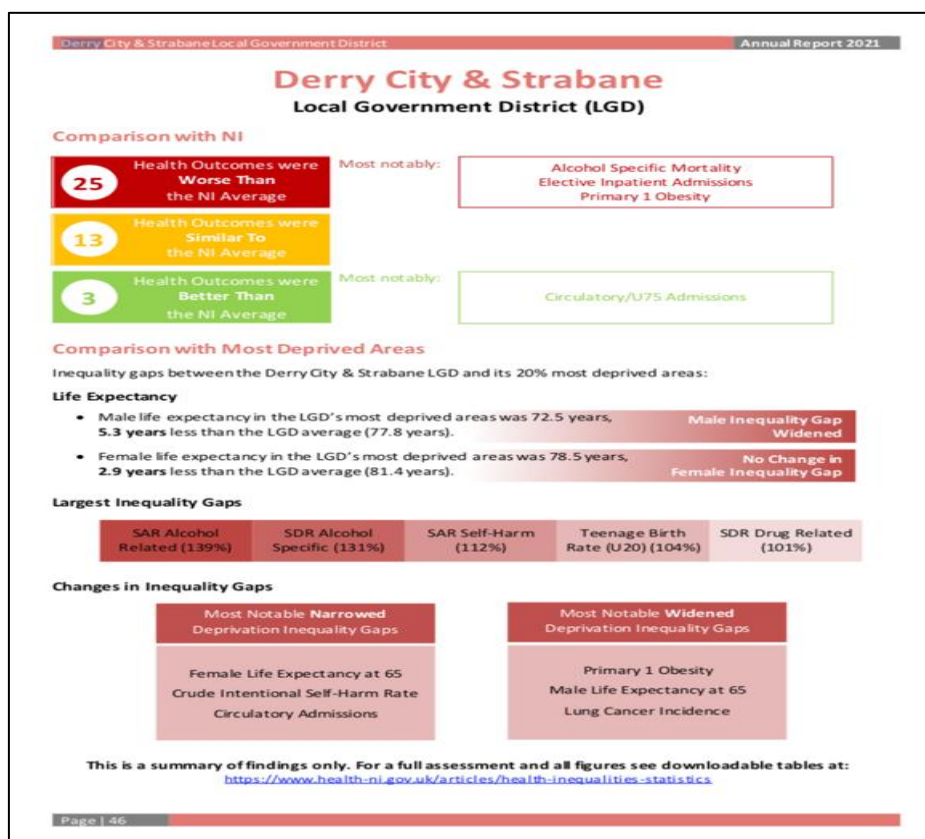 Derry City & Strabane Local Government District
Annual Report 2021
Derry City & Strabane
Local Government District (LGD)
Comparison with NI
25
Health Outcomes were
Worse Than
the NI Average
Most notably:
Alcohol Specific Mortality
Elective Inpatient Admissions
Primary 1 Obesity
13
Health Outcomes were
Similar To
the NI Average
3
Health Outcomes were
Better Than
the NI Average
Most notably:
Circulatory/U75 Admissions
Comparison with Most Deprived Areas
Inequality gaps between the Derry City & Strabane LGD and its 20% most deprived areas:
Life Expectancy
• Male life expectancy in the LGD's most deprived areas was 72.5 years,
5.3 years less than the LGD average (77.8 years).
Male Inequality Gap
Widened
• Female life expectancy in the LGD's most deprived areas was 78.5 years,
2.9 years less than the LGD average (81.4 years).
No Change in
Female Inequality Gap
Largest Inequality Gaps
SAR Alcohol
Related (139%)
SDR Alcohol
Specific (131%)
SAR Self-Harm
(112%)
Teenage Birth
Rate (U20) (104%)
SDR Drug Related
(101%)
Changes in Inequality Gaps
Most Notable Narrowed
Deprivation Inequality Gaps
Female Life Expectancy at 65
Crude Intentional Self-Harm Rate
Circulatory Admissions
Most Notable Widened
Deprivation Inequality Gaps
Primary 1 Obesity
Male Life Expectancy at 65
Lung Cancer Incidence
This is a summary of findings only. For a full assessment and all figures see downloadable tables at:
https://www.health-ni.gov.uk/articles/health-inequalities-statistics
Page | 46